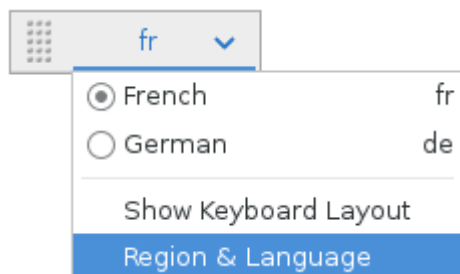 fr
French fr
German de
Show Keyboard Layout
Region & Language